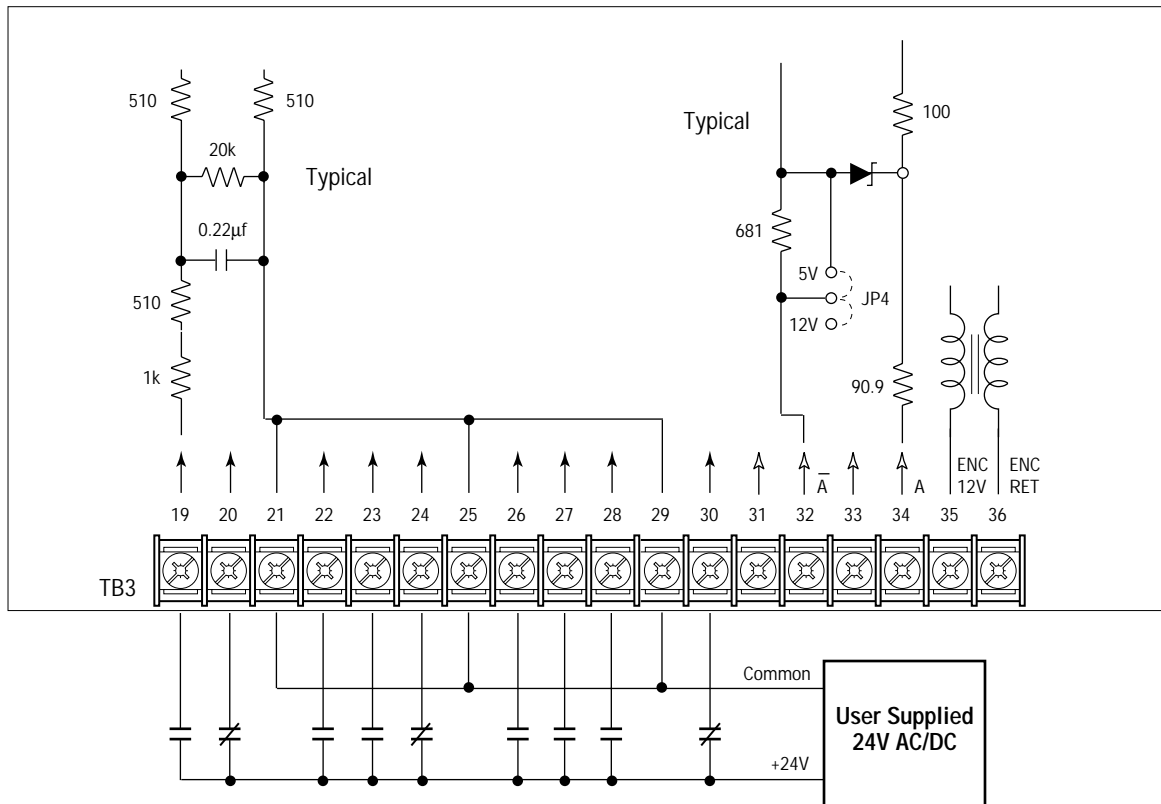 510
510
100
Typical
20k
Typical
0.22µf
681
5V
JP4
510
12V
1k
90.9
ENC
12V
ENC
RET
A̅
A
19 20 21 22 23 24 25 26 27 28 29 30 31 32 33 34 35 36
TB3
Common
User Supplied
24V AC/DC
+24V